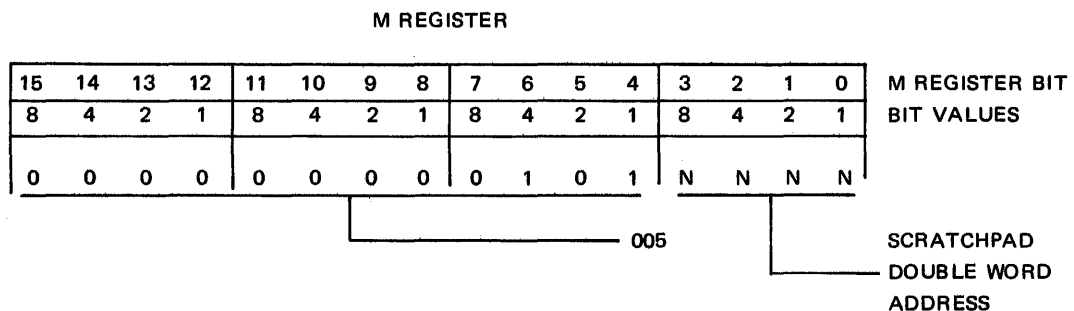 M REGISTER
15 14 13 12 11 10 9 8 7 6 5 4 3 2 1 0 M REGISTER BIT
8 4 2 1 8 4 2 1 8 4 2 1 8 4 2 1 BIT VALUES
0 0 0 0 0 0 0 0 0 1 0 1 N N N N
005 SCRATCHPAD
DOUBLE WORD
ADDRESS